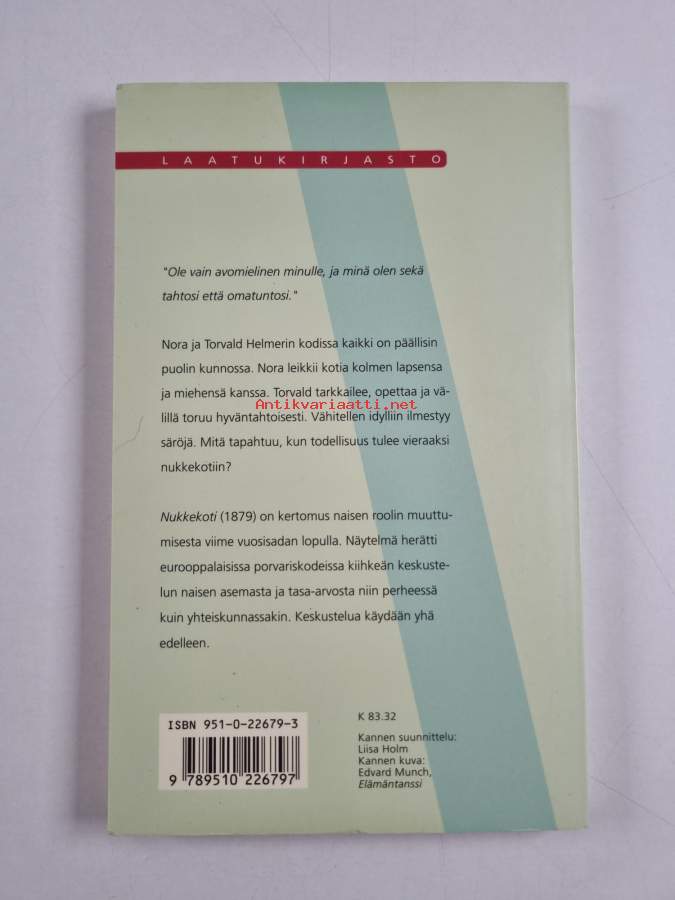 LAATUKIRJASTO
"Ole vain avomielinen minulle, ja minä olen sekä
tahtosi että omatuntosi."
Nora ja Torvald Helmerin kodissa kaikki on päällisin
puolin kunnossa. Nora leikkii kotia kolmen lapsensa
ja miehensä kanssa. Torvald tarkkailee, opettaa ja vä-
Antikvariaatti.net
lillä toruu hyväntahtoisesti. Vähitellen idylliin ilmestyy
säröjä. Mitä tapahtuu, kun todellisuus tulee vieraaksi
nukkekotiin?
Nukkekoti (1879) on kertomus naisen roolin muuttu-
misesta viime vuosisadan lopulla. Näytelmä herätti
eurooppalaisissa porvariskodeissa kiihkeän keskuste-
lun naisen asemasta ja tasa-arvosta niin perheessä
kuin yhteiskunnassakin. Keskustelua käydään yhä
edelleen.
ISBN 951-0-22679-3
9 789510 226797
K 83.32
Kannen suunnittelu:
Liisa Holm
Kannen kuva:
Edvard Munch,
Elämäntanssi